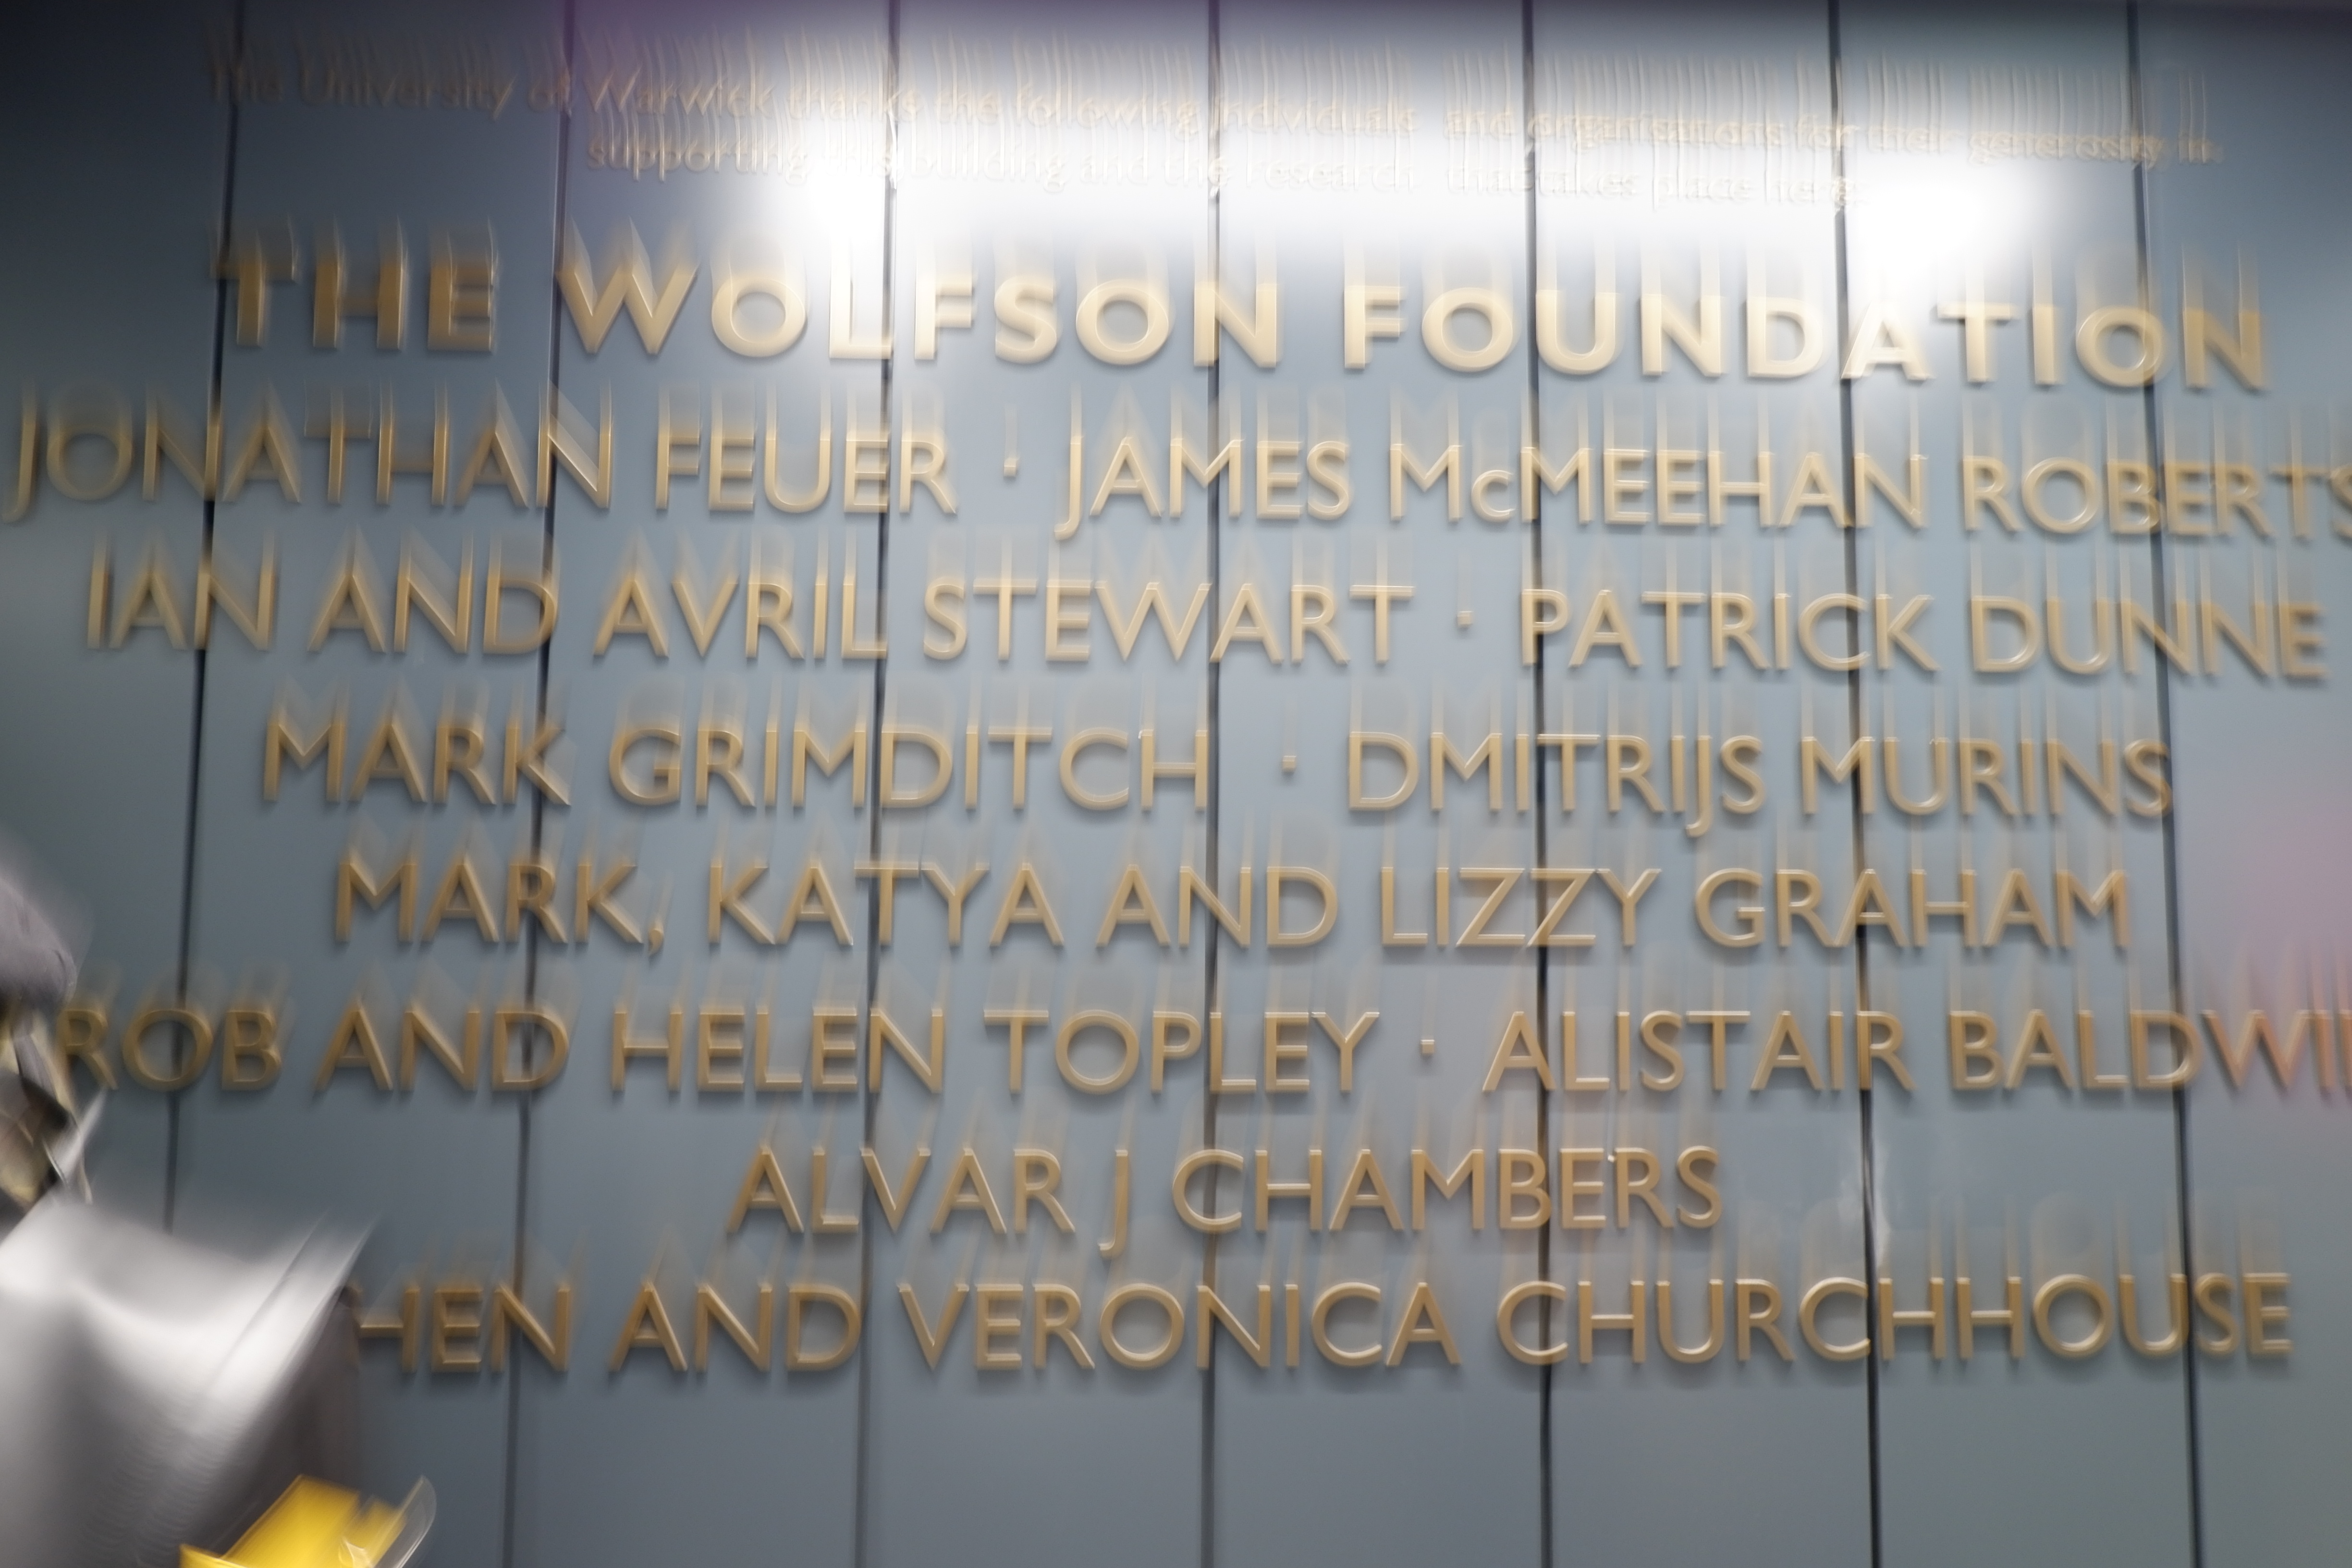 The University of Warwick thanks the following individuals and organisations for their generosity in
supporting this building and the research that takes place here.
THE WOLFSON FOUNDATION
JONATHAN FEUER · JAMES McMEEHAN ROBERTS
IAN AND AVRIL STEWART · PATRICK DUNNE
MARK GRIMDITCH · DMITRIJS MURINS
MARK, KATYA AND LIZZY GRAHAM
ROB AND HELEN TOPLEY · ALISTAIR BALDWI
ALVAR J CHAMBERS
HEN AND VERONICA CHURCHHOUSE